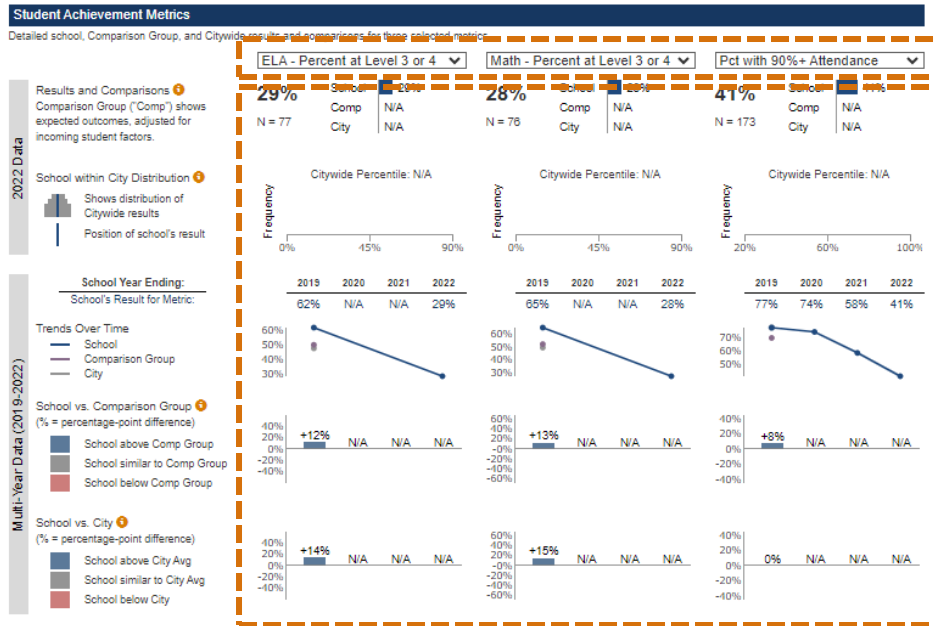 Student Achievement Metrics
Detailed school, Comparison Group, and Citywide results and comparisons for three selected metrics
ELA - Percent at Level 3 or 4
Math - Percent at Level 3 or 4
Pct with 90%+ Attendance
2022 Data
Results and Comparisons
Comparison Group ("Comp") shows
expected outcomes, adjusted for
incoming student factors.
29%
N = 77
School 29%
Comp N/A
City N/A
28%
N = 76
School 28%
Comp N/A
City N/A
41%
N = 173
School 41%
Comp N/A
City N/A
School within City Distribution
Shows distribution of
Citywide results
Position of school's result
Citywide Percentile: N/A
Frequency
0% 45% 90%
Citywide Percentile: N/A
Frequency
0% 45% 90%
Citywide Percentile: N/A
Frequency
20% 60% 100%
Multi-Year Data (2019-2022)
School Year Ending:
School's Result for Metric:
2019 2020 2021 2022
62% N/A N/A 29%
2019 2020 2021 2022
65% N/A N/A 28%
2019 2020 2021 2022
77% 74% 58% 41%
Trends Over Time
School
Comparison Group
City
60%
50%
40%
30%
60%
50%
40%
30%
70%
60%
50%
School vs. Comparison Group
(% = percentage-point difference)
School above Comp Group
School similar to Comp Group
School below Comp Group
40%
20%
0%
-20%
-40%
+12% N/A N/A N/A
60%
40%
20%
-0%
-20%
-40%
-60%
+13% N/A N/A N/A
40%
20%
0%
-20%
-40%
+8% N/A N/A N/A
School vs. City
(% = percentage-point difference)
School above City Avg
School similar to City Avg
School below City
40%
20%
0%
-20%
-40%
+14% N/A N/A N/A
60%
40%
20%
-0%
-20%
-40%
-60%
+15% N/A N/A N/A
40%
20%
0%
-20%
-40%
0% N/A N/A N/A